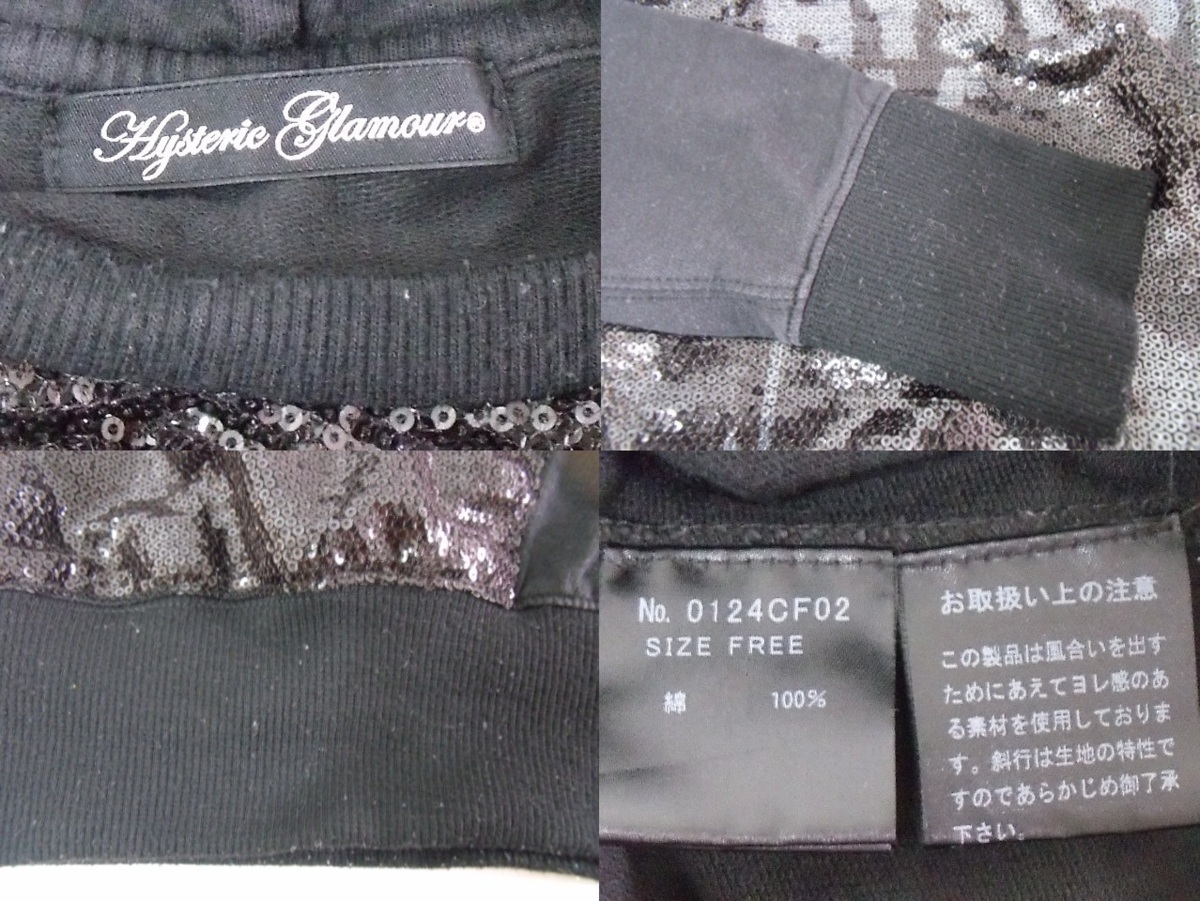 Hysteric Glamour®
No. 0124CF02
SIZE FREE
綿 100%
お取扱い上の注意
この製品は風合いを出す
ためにあえてヨレ感のあ
る素材を使用しておりま
す。斜行は生地の特性で
すのであらかじめ御了承
下さい。